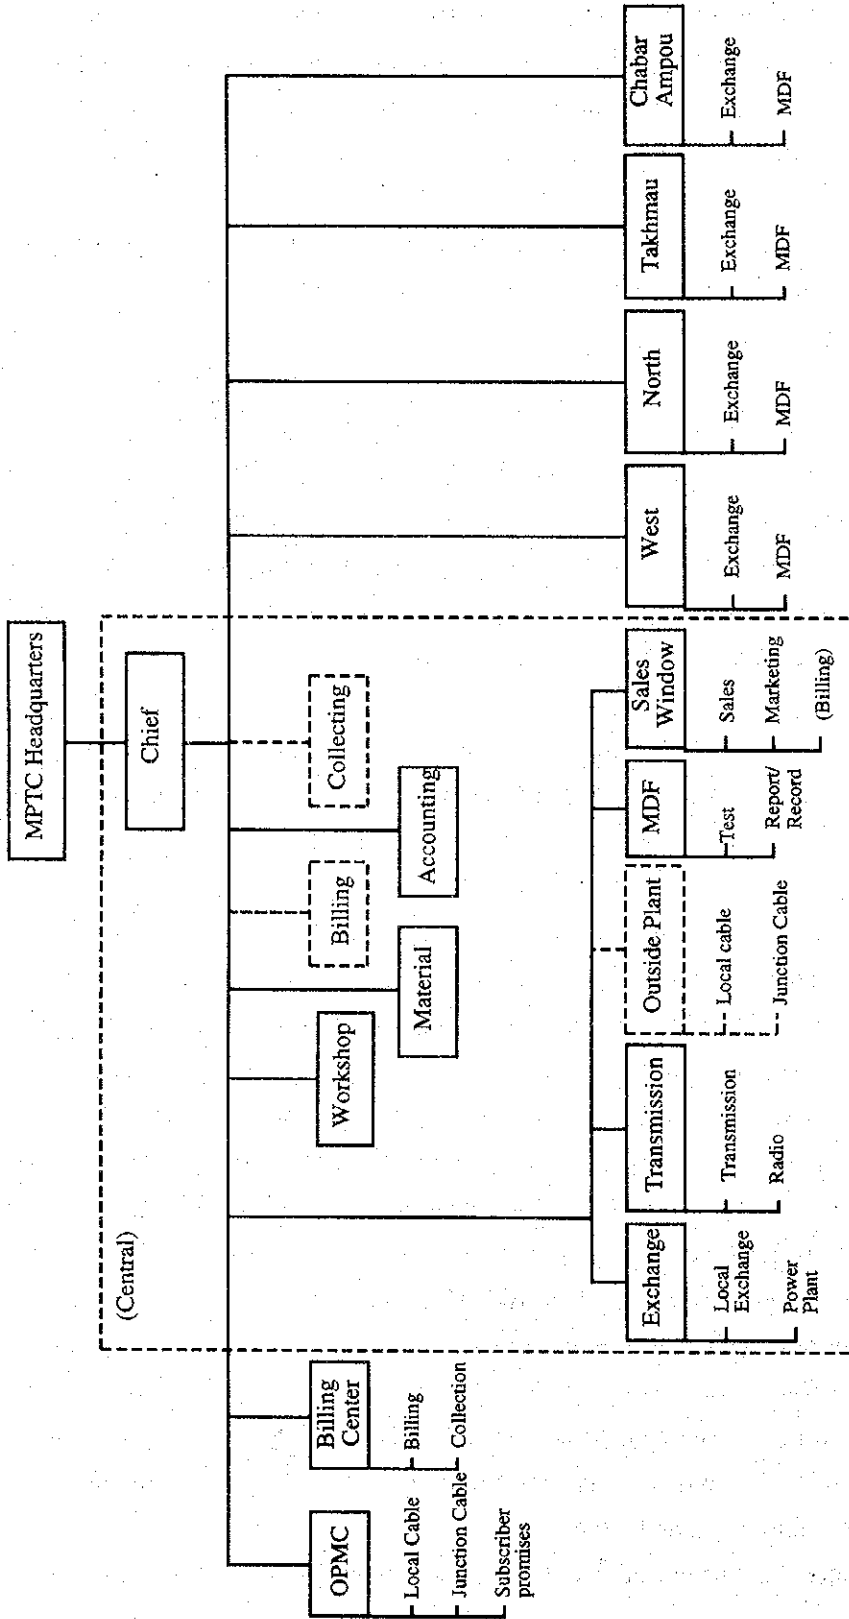 MPTC Headquarters
Chief
(Central)
OPMC
Local Cable
Junction Cable
Subscriber
promises
Billing
Center
Billing
Collection
Workshop
Material
Billing
Accounting
Collecting
Exchange
Local
Exchange
Power
Plant
Transmission
Transmission
Radio
Outside Plant
Local cable
Junction Cable
MDF
Test
Report/
Record
Sales
Window
Sales
Marketing
(Billing)
West
Exchange
MDF
North
Exchange
MDF
Takhmau
Exchange
MDF
Chabar
Ampou
Exchange
MDF